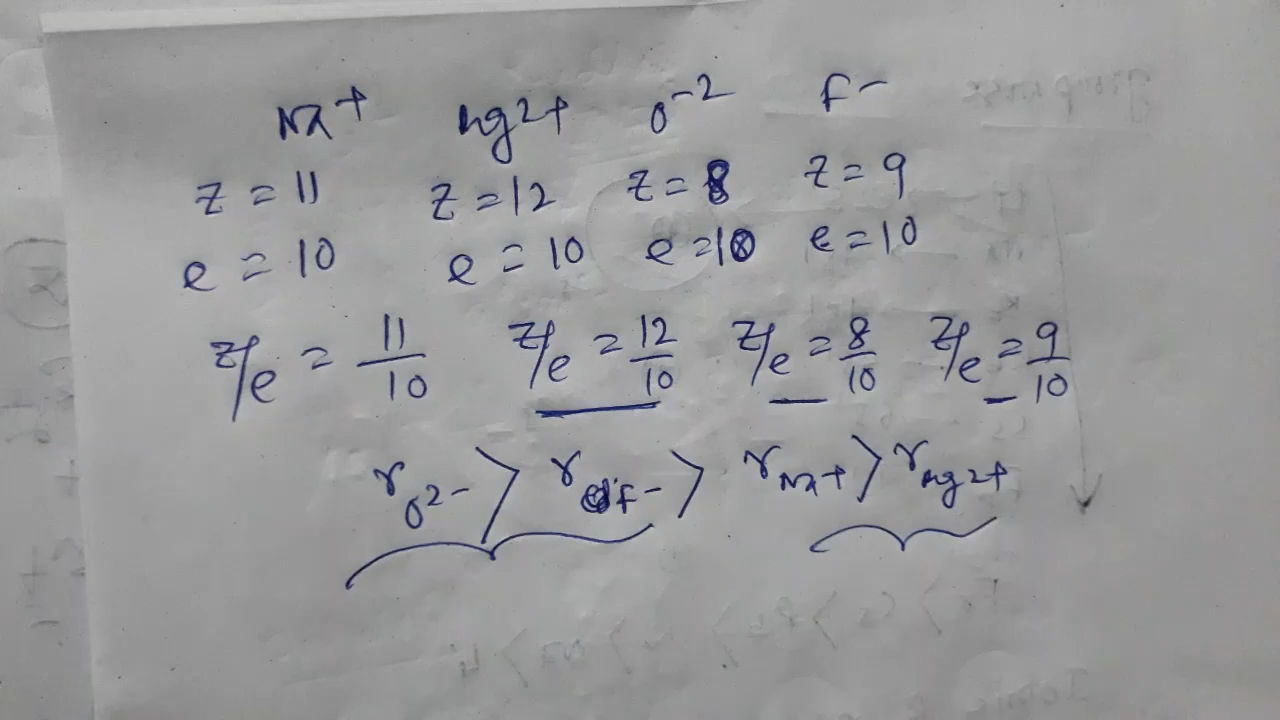 Na+ Mg2+ O-2 F-
Z = 11 Z = 12 Z = 8 Z = 9
e = 10 e = 10 e = 10 e = 10
Z/e = 11/10 Z/e = 12/10 Z/e = 8/10 Z/e = 9/10
rO2- > rF- > rNa+ > rMg2+